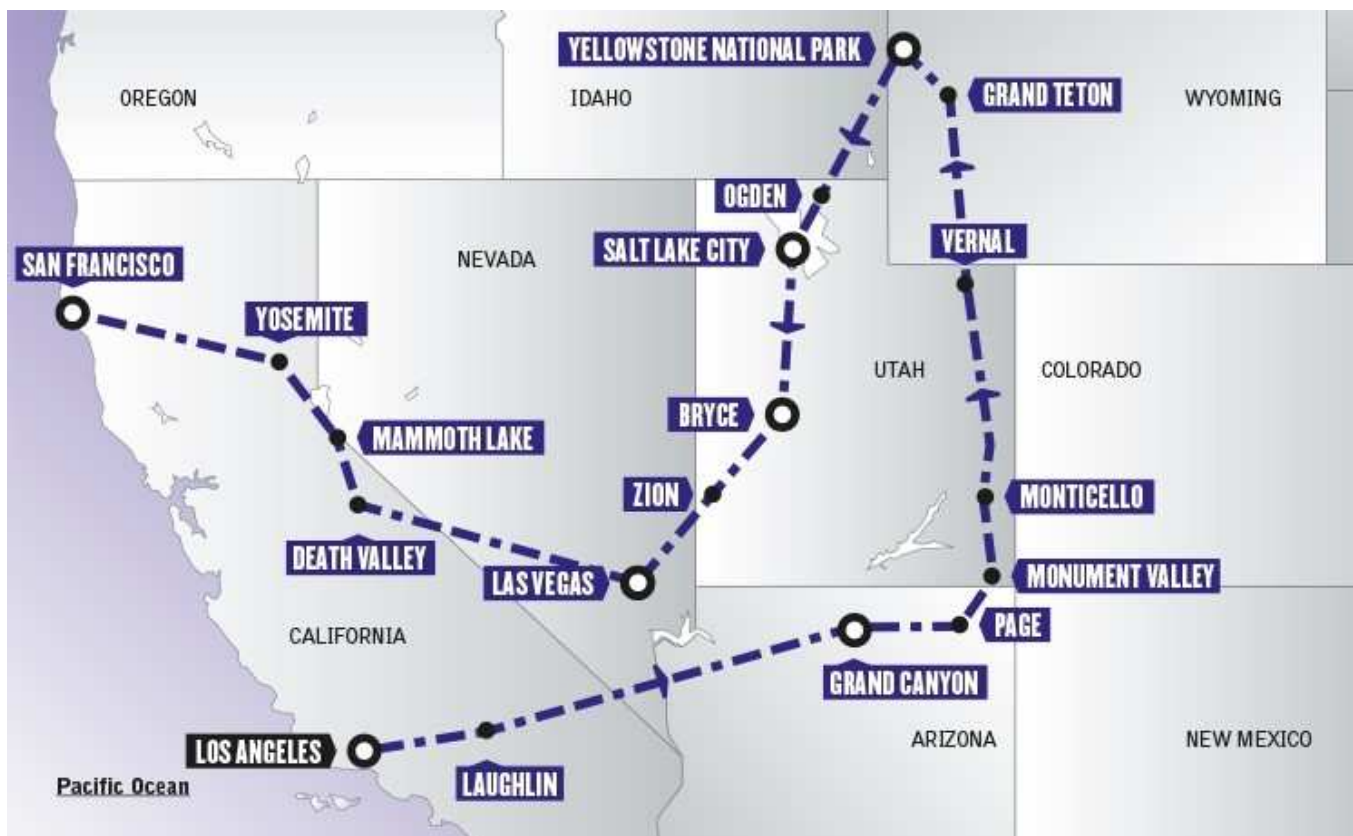 YELLOWSTONE NATIONAL PARK
OREGON
IDAHO
GRAND TETON
WYOMING
OGDEN
SALT LAKE CITY
VERNAL
NEVADA
SAN FRANCISCO
YOSEMITE
UTAH
COLORADO
BRYCE
MAMMOTH LAKE
ZION
MONTICELLO
DEATH VALLEY
LAS VEGAS
MONUMENT VALLEY
CALIFORNIA
PAGE
GRAND CANYON
LOS ANGELES
ARIZONA
NEW MEXICO
LAUGHLIN
Pacific Ocean